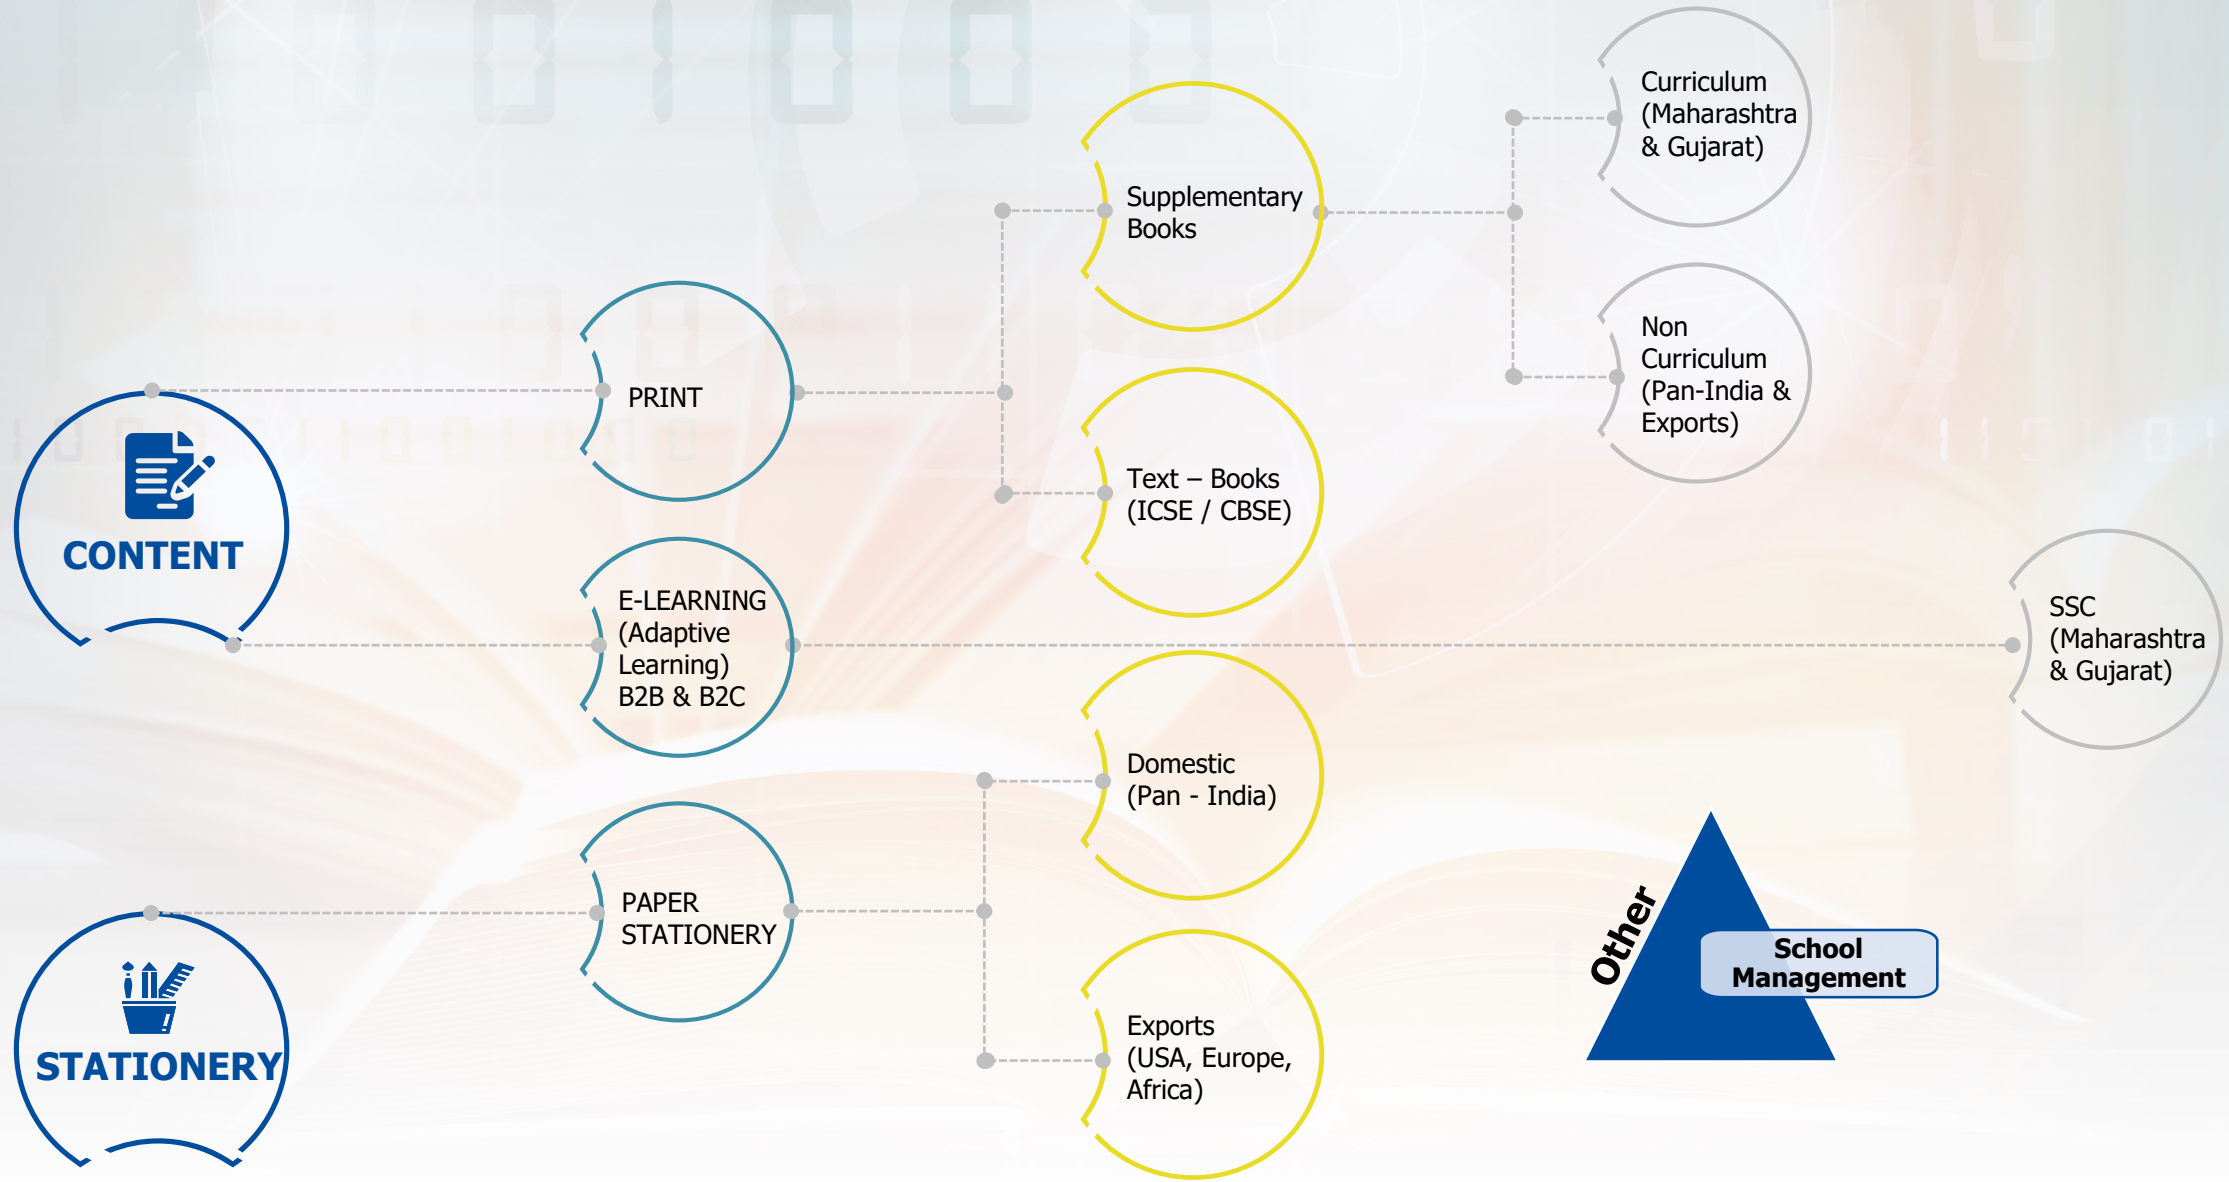 CONTENT
PRINT
Supplementary
Books
Curriculum
(Maharashtra
& Gujarat)
Non
Curriculum
(Pan-India &
Exports)
Text – Books
(ICSE / CBSE)
E-LEARNING
(Adaptive
Learning)
B2B & B2C
SSC
(Maharashtra
& Gujarat)
STATIONERY
PAPER
STATIONERY
Domestic
(Pan - India)
Exports
(USA, Europe,
Africa)
Other
School
Management